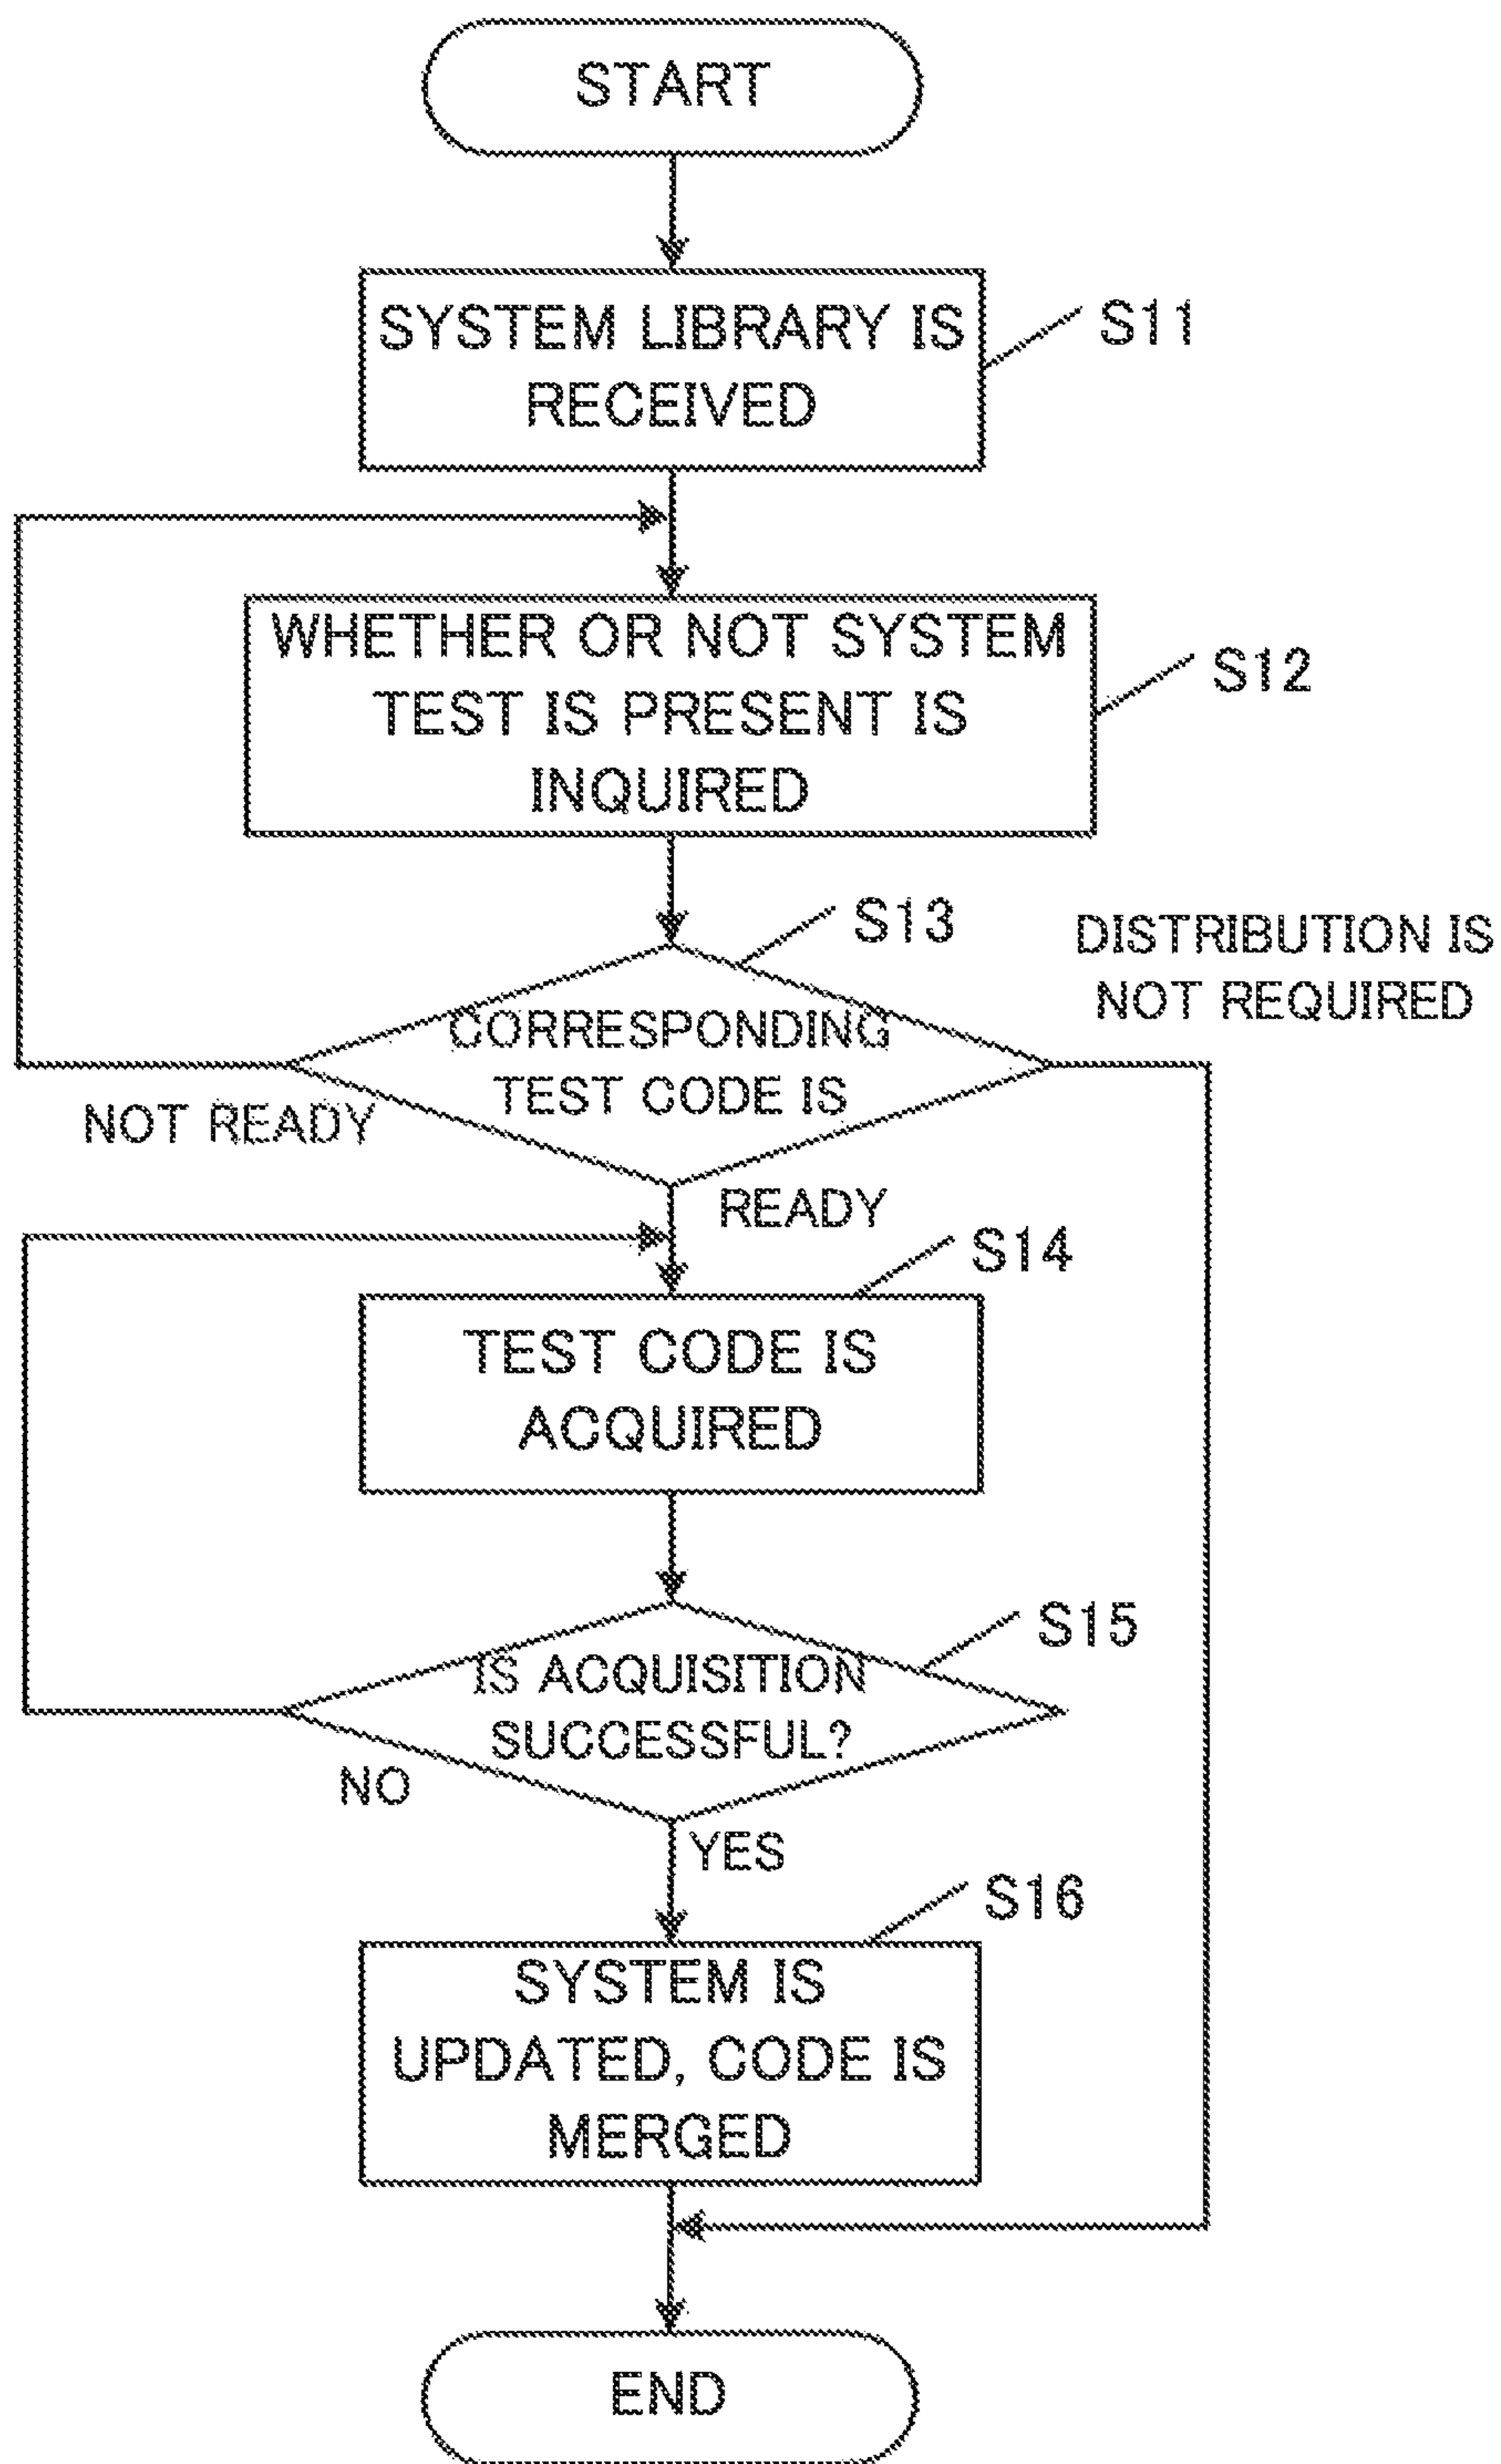 START
SYSTEM LIBRARY IS
RECEIVED
S11
WHETHER OR NOT SYSTEM
TEST IS PRESENT IS
INQUIRED
S12
S13
DISTRIBUTION IS
NOT REQUIRED
CORRESPONDING
TEST CODE IS
NOT READY
READY
S14
TEST CODE IS
ACQUIRED
S15
IS ACQUISITION
SUCCESSFUL?
NO
YES
S16
SYSTEM IS
UPDATED, CODE IS
MERGED
END